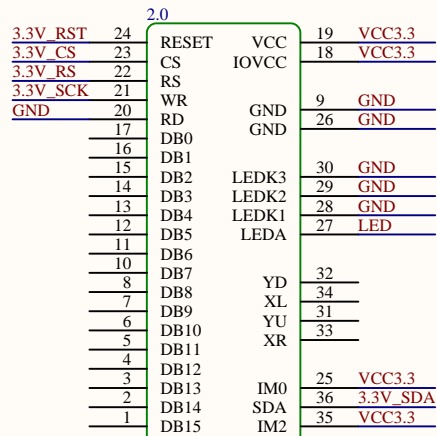 2.0
3.3V_RST 24 RESET VCC 19 VCC3.3
3.3V_CS 23 CS IOVCC 18 VCC3.3
3.3V_RS 22 RS
3.3V_SCK 21 WR
GND 20 RD GND 9 GND
17 DB0 GND 26 GND
16 DB1
15 DB2 LEDK3 30 GND
14 DB3 LEDK2 29 GND
13 DB4 LEDK1 28 GND
12 DB5 LEDA 27 LED
11 DB6
10 DB7 YD 32
8 DB8 XL 34
7 DB9 YU 31
6 DB10 XR 33
5 DB11
4 DB12
3 DB13 IM0 25 VCC3.3
2 DB14 SDA 36 3.3V_SDA
1 DB15 IM2 35 VCC3.3